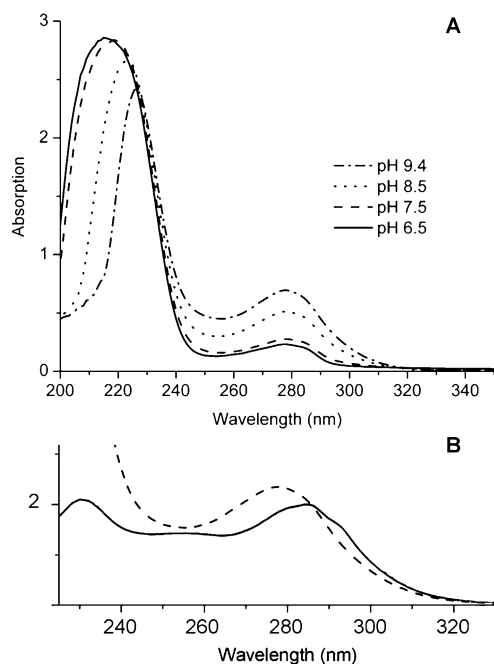 A
3
2
1
0
Absorption
pH 9.4
pH 8.5
pH 7.5
pH 6.5
200 220 240 260 280 300 320 340
Wavelength (nm)
B
2
240 260 280 300 320
Wavelength (nm)